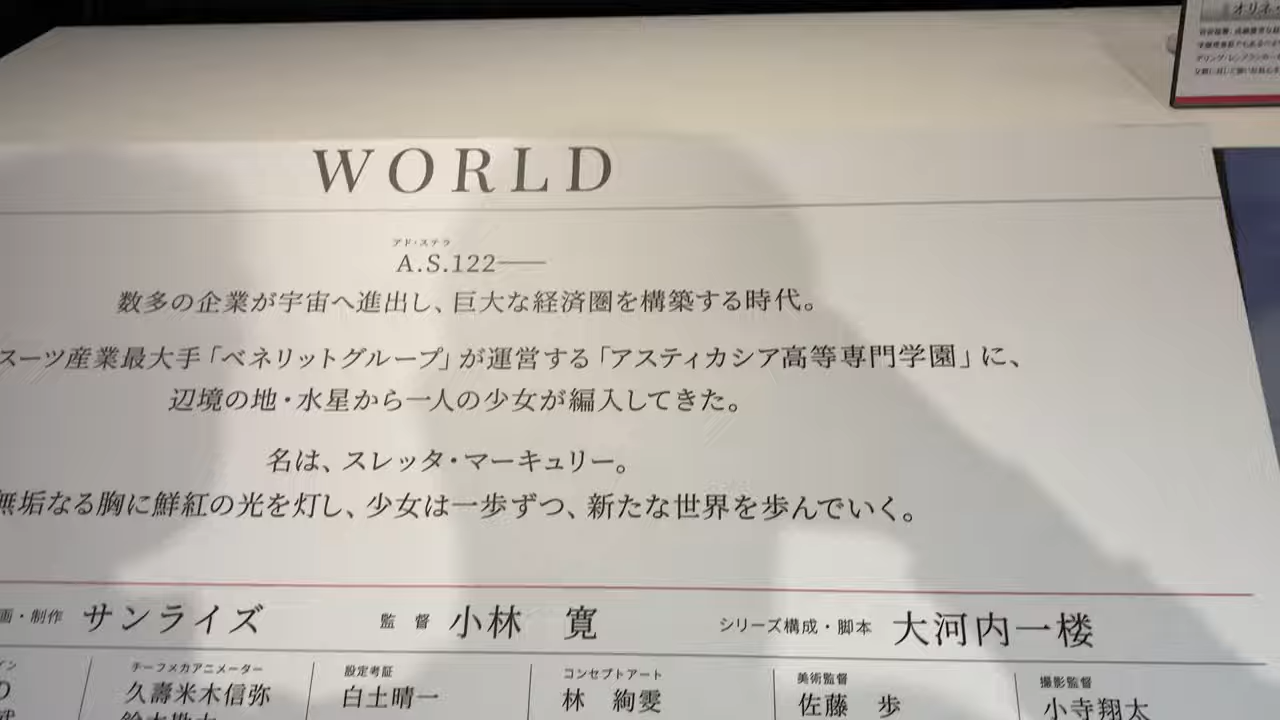 オリネ・
WORLD
アド・ステラ
A.S.122――
数多の企業が宇宙へ進出し、巨大な経済圏を構築する時代。
スーツ産業最大手「ベネリットグループ」が運営する「アスティカシア高等専門学園」に、
辺境の地・水星から一人の少女が編入してきた。
名は、スレッタ・マーキュリー。
無垢なる胸に鮮紅の光を灯し、少女は一歩ずつ、新たな世界を歩んでいく。
画・制作 サンライズ 監督 小林 寛 シリーズ構成・脚本 大河内一楼
チーフメカアニメーター 設定考証 コンセプトアート 美術監督 撮影監督
久壽米木信弥 白土晴一 林 絢雯 佐藤 歩 小寺翔太